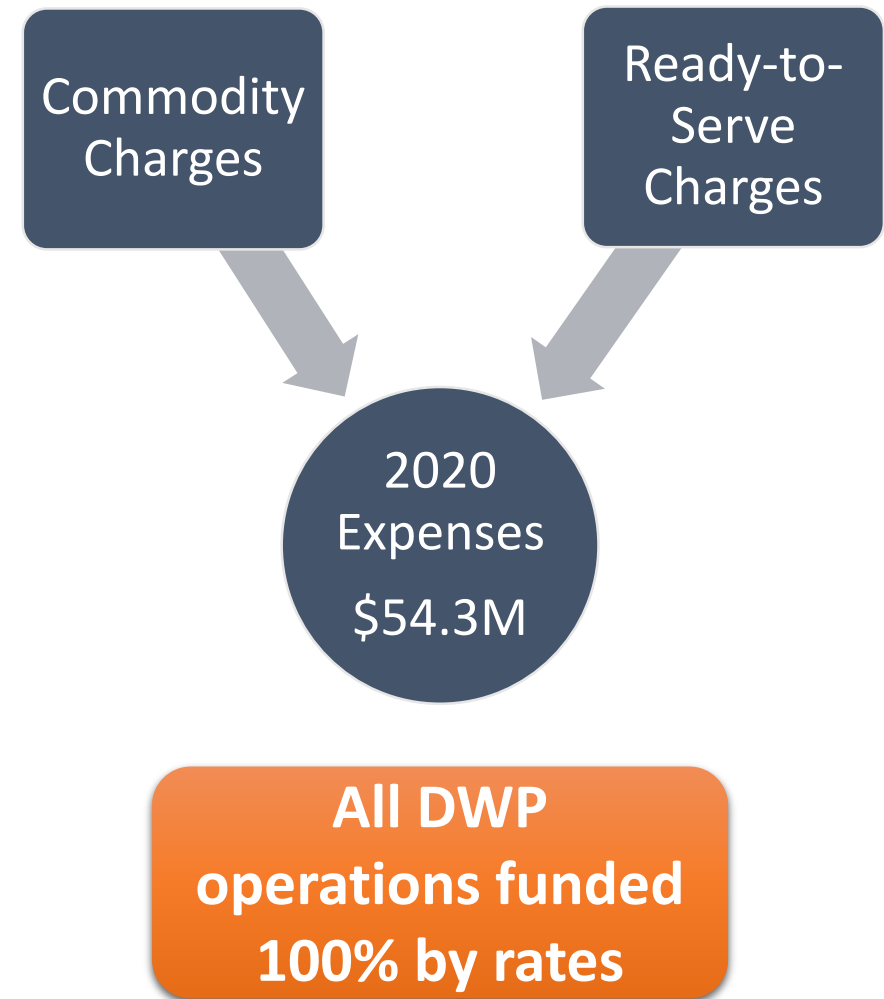 Commodity
Charges
Ready-to-
Serve
Charges
2020
Expenses
$54.3M
All DWP
operations funded
100% by rates